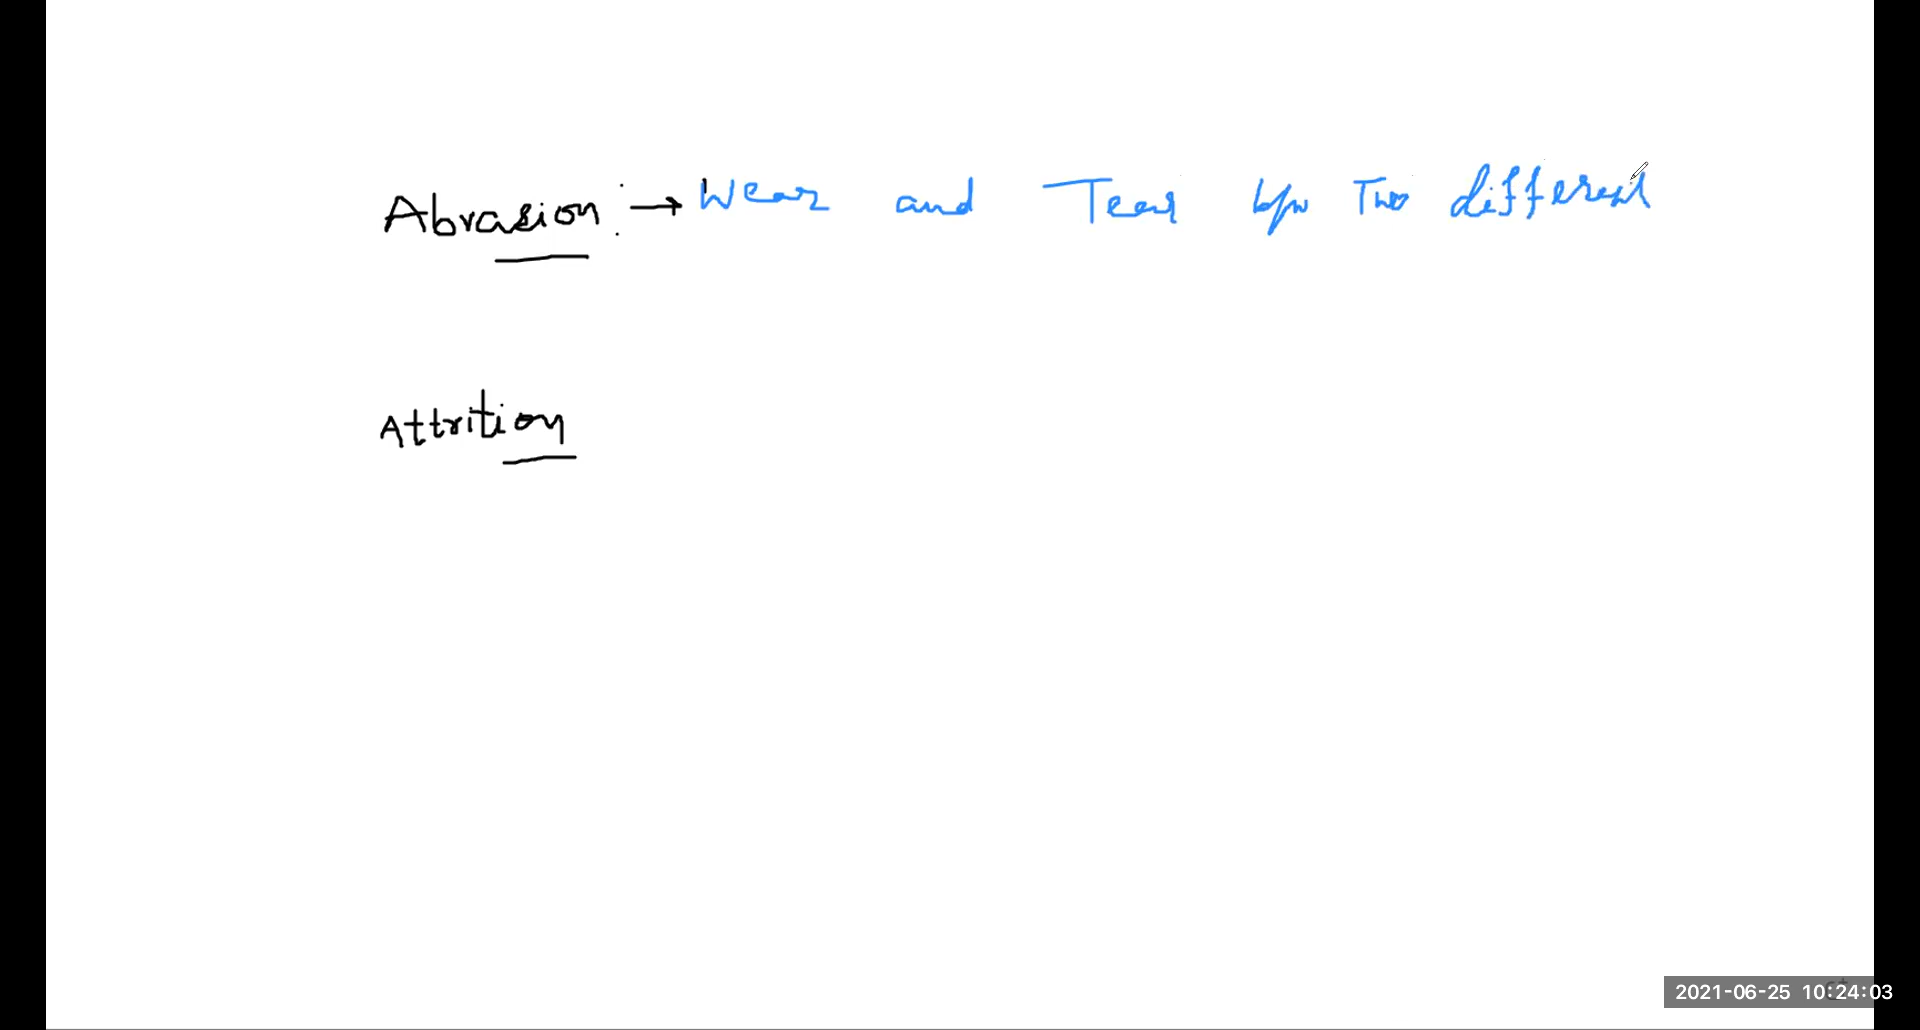 Abrasion : → Wear and Tear b/w Two different
Attrition
2021-06-25 10:24:03